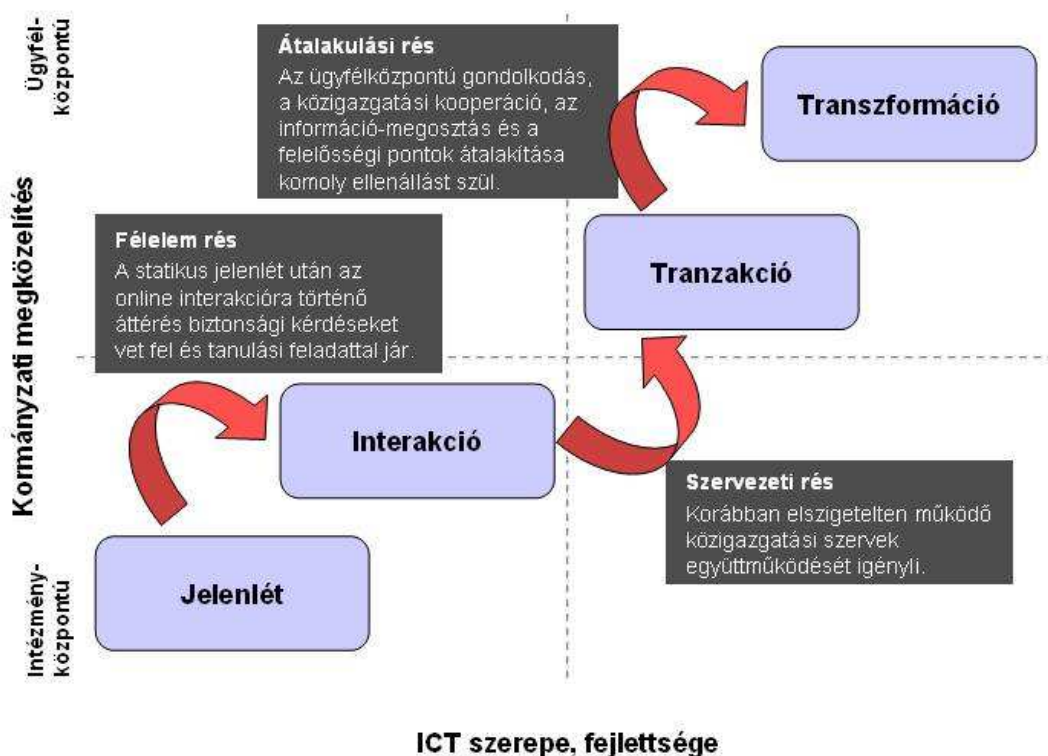 Ügyfél-
központú
Átalakulási rés
Az ügyfélközpontú gondolkodás,
a közigazgatási kooperáció, az
információ-megosztás és a
felelősségi pontok átalakítása
komoly ellenállást szül.
Transzformáció
Kormányzati megközelítés
Félelem rés
A statikus jelenlét után az
online interakcióra történő
áttérés biztonsági kérdéseket
vet fel és tanulási feladattal jár.
Tranzakció
Interakció
Szervezeti rés
Korábban elszigetelten működő
közigazgatási szervek
együttműködését igényli.
Jelenlét
Intézmény-
központú
ICT szerepe, fejlettsége